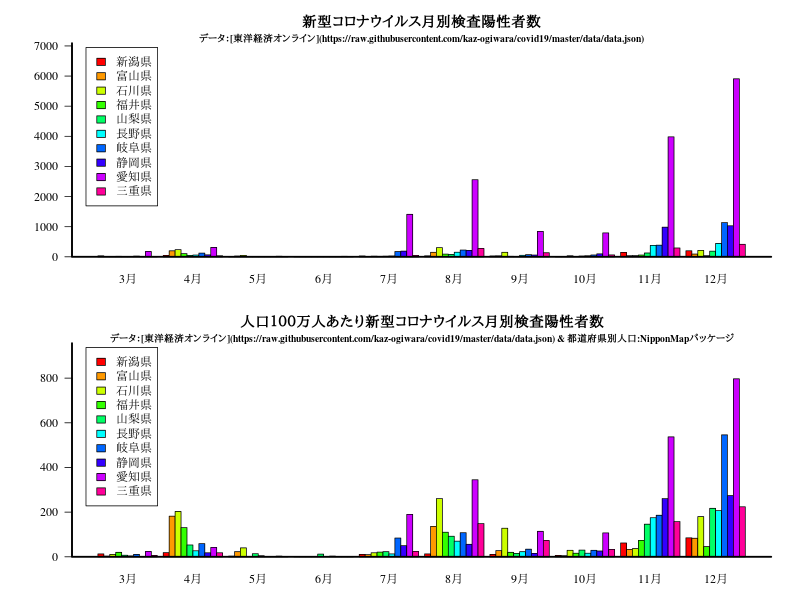 新型コロナウイルス月別検査陽性者数
データ:[東洋経済オンライン](https://raw.githubusercontent.com/kaz-ogiwara/covid19/master/data/data.json)
7000
6000
5000
4000
3000
2000
1000
0
新潟県
富山県
石川県
福井県
山梨県
長野県
岐阜県
静岡県
愛知県
三重県
3月 4月 5月 6月 7月 8月 9月 10月 11月 12月
人口100万人あたり新型コロナウイルス月別検査陽性者数
データ:[東洋経済オンライン](https://raw.githubusercontent.com/kaz-ogiwara/covid19/master/data/data.json) & 都道府県別人口:NipponMapパッケージ
800
600
400
200
0
新潟県
富山県
石川県
福井県
山梨県
長野県
岐阜県
静岡県
愛知県
三重県
3月 4月 5月 6月 7月 8月 9月 10月 11月 12月